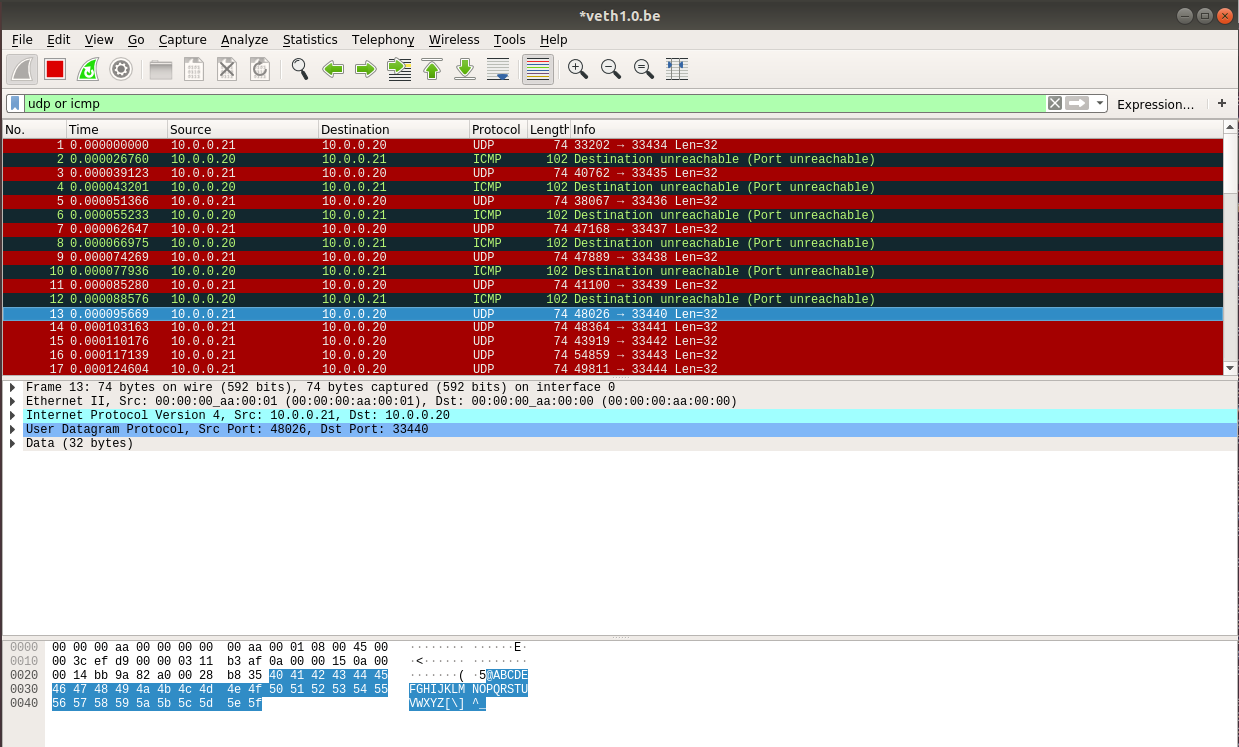 *veth1.0.be
File Edit View Go Capture Analyze Statistics Telephony Wireless Tools Help
udp or icmp Expression… +
No. Time Source Destination Protocol Length Info
1 0.000000000 10.0.0.21 10.0.0.20 UDP 74 33202 → 33434 Len=32
2 0.000026760 10.0.0.20 10.0.0.21 ICMP 102 Destination unreachable (Port unreachable)
3 0.000039123 10.0.0.21 10.0.0.20 UDP 74 40762 → 33435 Len=32
4 0.000043201 10.0.0.20 10.0.0.21 ICMP 102 Destination unreachable (Port unreachable)
5 0.000051366 10.0.0.21 10.0.0.20 UDP 74 38067 → 33436 Len=32
6 0.000055233 10.0.0.20 10.0.0.21 ICMP 102 Destination unreachable (Port unreachable)
7 0.000062647 10.0.0.21 10.0.0.20 UDP 74 47168 → 33437 Len=32
8 0.000066975 10.0.0.20 10.0.0.21 ICMP 102 Destination unreachable (Port unreachable)
9 0.000074269 10.0.0.21 10.0.0.20 UDP 74 47889 → 33438 Len=32
10 0.000077936 10.0.0.20 10.0.0.21 ICMP 102 Destination unreachable (Port unreachable)
11 0.000085280 10.0.0.21 10.0.0.20 UDP 74 41100 → 33439 Len=32
12 0.000088576 10.0.0.20 10.0.0.21 ICMP 102 Destination unreachable (Port unreachable)
13 0.000095669 10.0.0.21 10.0.0.20 UDP 74 48026 → 33440 Len=32
14 0.000103163 10.0.0.21 10.0.0.20 UDP 74 48364 → 33441 Len=32
15 0.000110176 10.0.0.21 10.0.0.20 UDP 74 43919 → 33442 Len=32
16 0.000117139 10.0.0.21 10.0.0.20 UDP 74 54859 → 33443 Len=32
17 0.000124604 10.0.0.21 10.0.0.20 UDP 74 49811 → 33444 Len=32
Frame 13: 74 bytes on wire (592 bits), 74 bytes captured (592 bits) on interface 0
Ethernet II, Src: 00:00:00_aa:00:01 (00:00:00:aa:00:01), Dst: 00:00:00_aa:00:00 (00:00:00:aa:00:00)
Internet Protocol Version 4, Src: 10.0.0.21, Dst: 10.0.0.20
User Datagram Protocol, Src Port: 48026, Dst Port: 33440
Data (32 bytes)
0000 00 00 00 aa 00 00 00 00 00 aa 00 01 08 00 45 00 ········ ······E·
0010 00 3c ef d9 00 00 03 11 b3 af 0a 00 00 15 0a 00 ·<······ ········
0020 00 14 bb 9a 82 a0 00 28 b8 35 40 41 42 43 44 45 ·······( ·5@ABCDE
0030 46 47 48 49 4a 4b 4c 4d 4e 4f 50 51 52 53 54 55 FGHIJKLM NOPQRSTU
0040 56 57 58 59 5a 5b 5c 5d 5e 5f VWXYZ[\] ^_